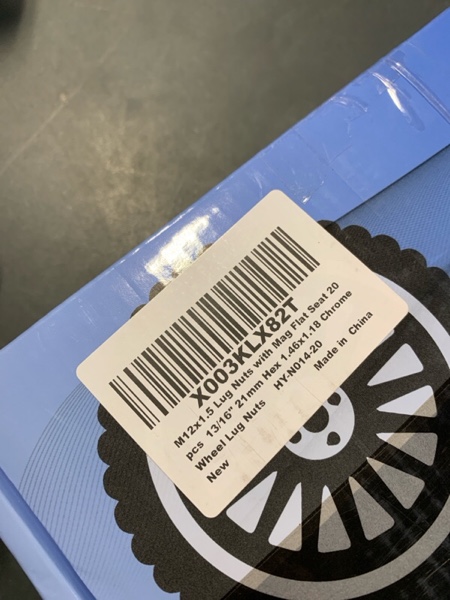 X003KLX82T
M12x1.5 Lug Nuts with Mag Flat Seat 20
pcs 13/16" 21mm Hex 1.46x1.18 Chrome
Wheel Lug Nuts HY-N014-20
New Made in China